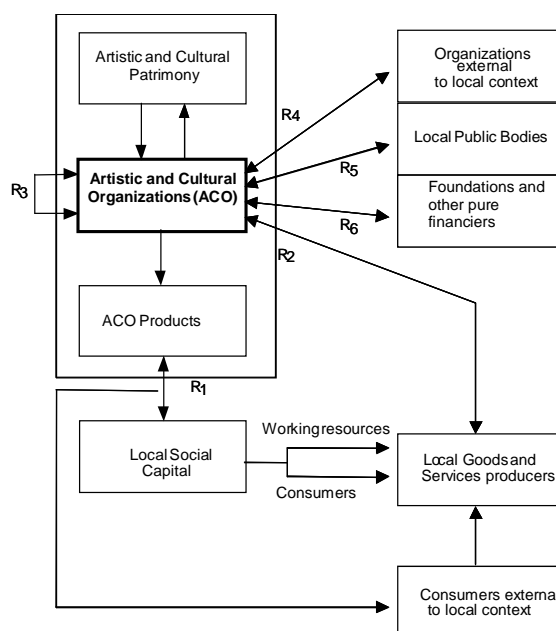 Artistic and Cultural
Patrimony
Organizations
external
to local context
R4
Local Public Bodies
R5
Artistic and Cultural
Organizations (ACO)
R3
Foundations and
other pure
financiers
R6
R2
ACO Products
R1
Local Social
Capital
Working resources
Consumers
Local Goods and
Services producers
Consumers external
to local context